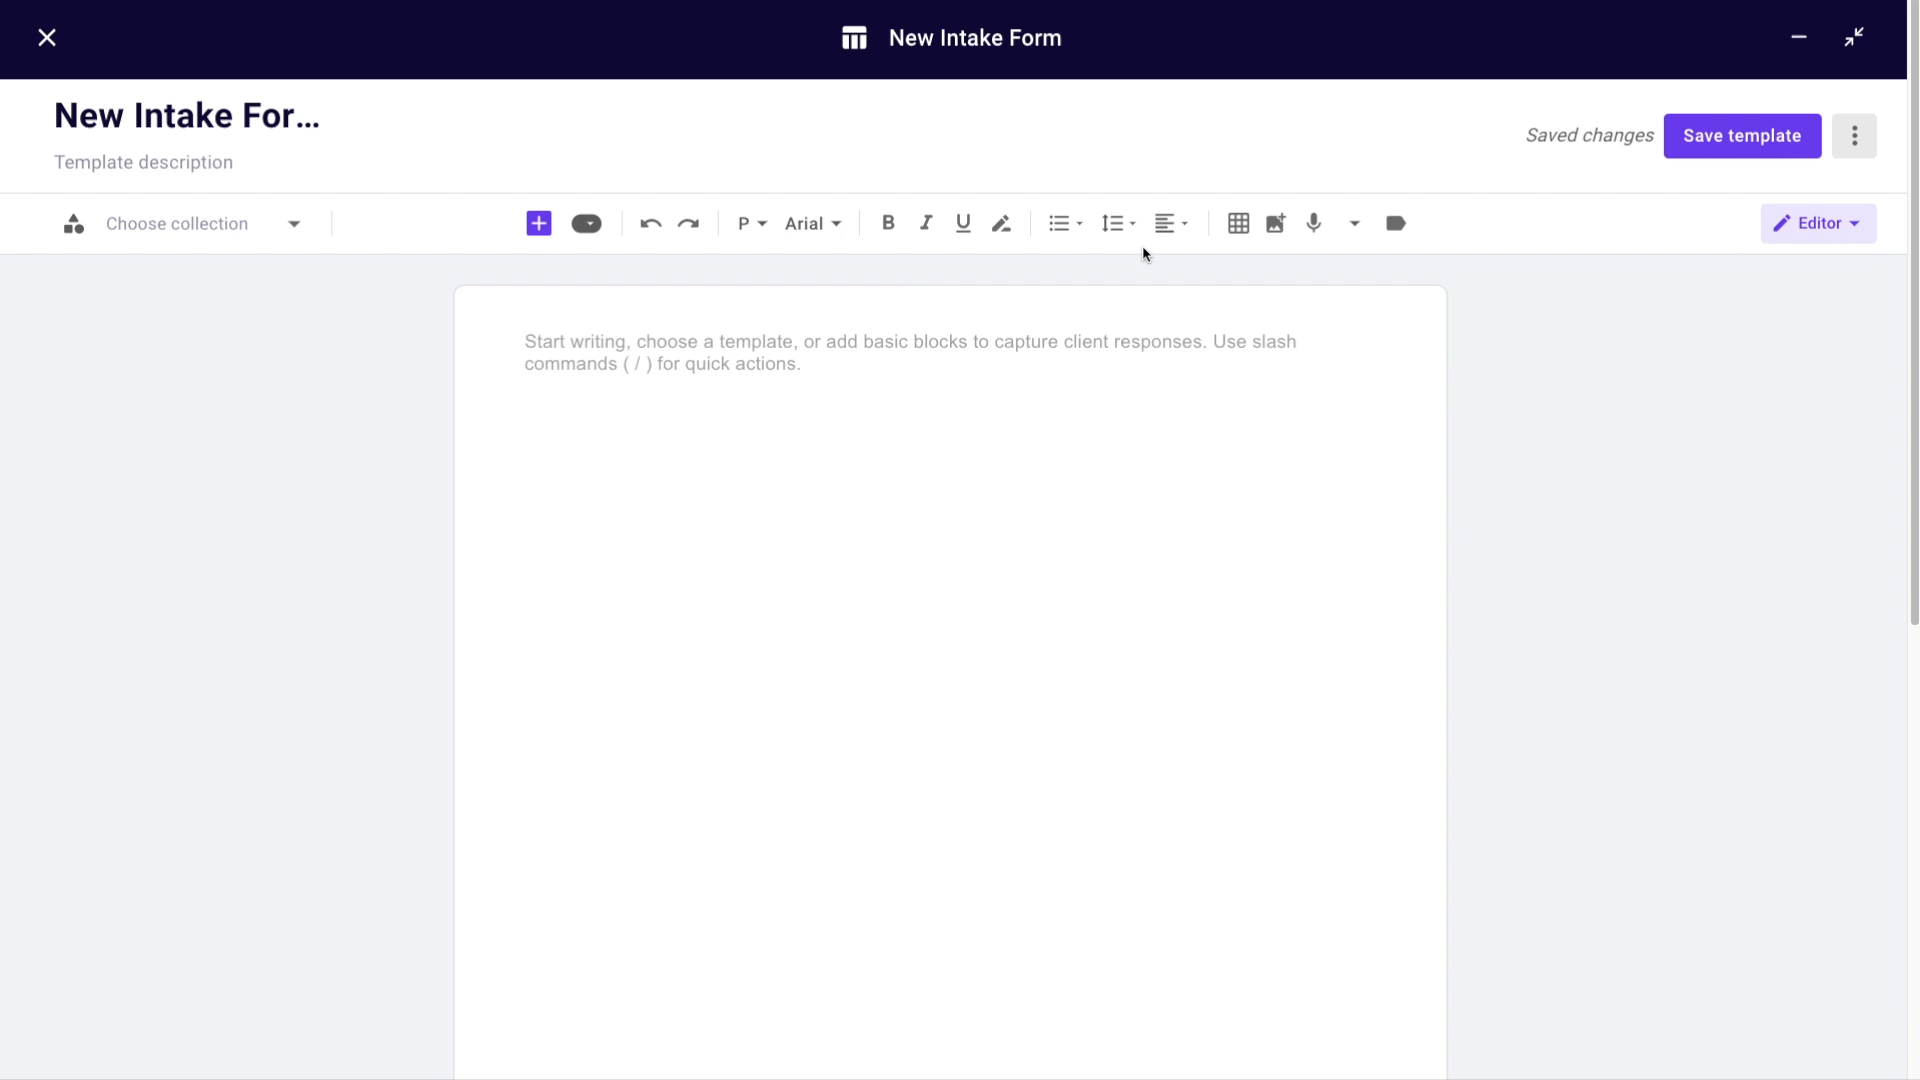 New Intake Form
New Intake For...
Template description
Saved changes
Save template
Choose collection
P
Arial
B
I
U
Editor
Start writing, choose a template, or add basic blocks to capture client responses. Use slash
commands ( / ) for quick actions.